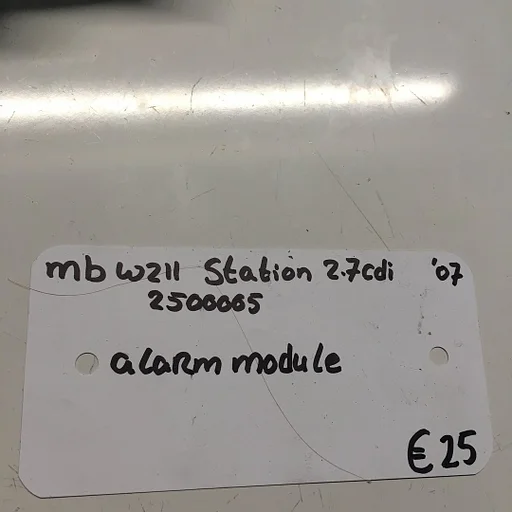 mb W211 Station 2.7cdi '07
2500065
alarm module
€25